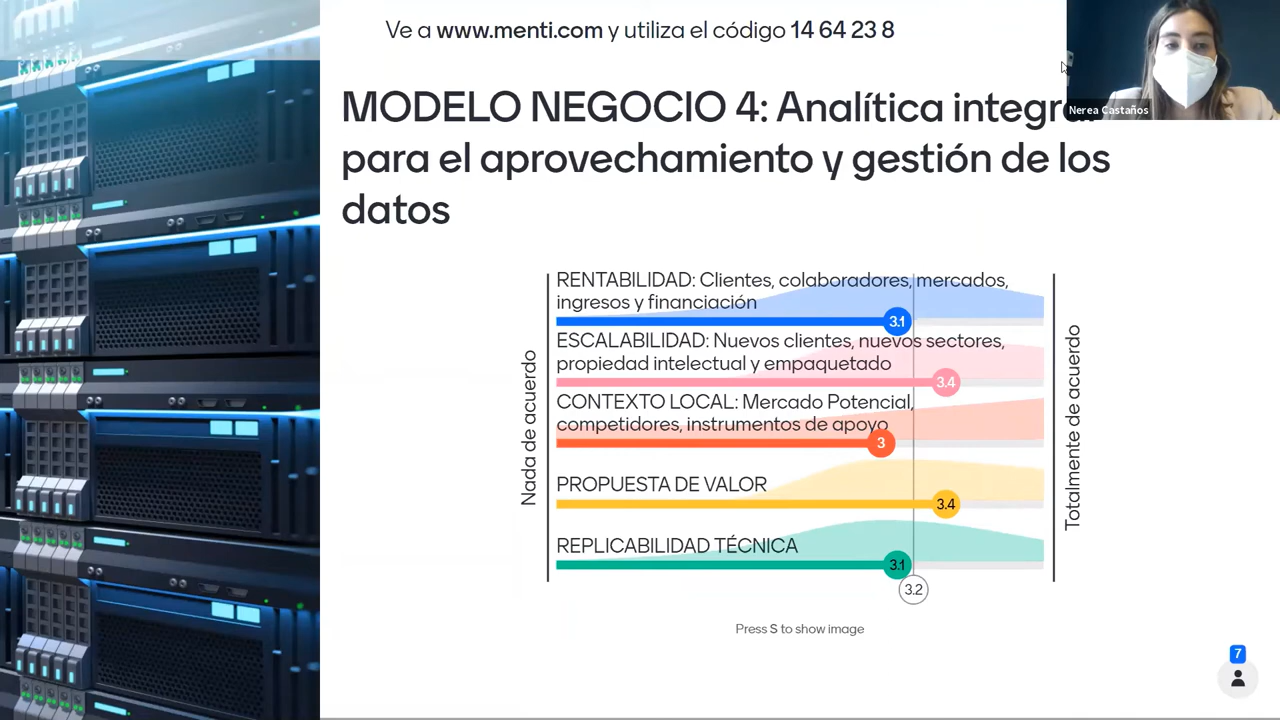 Ve a www.menti.com y utiliza el código 14 64 23 8
Nerea Castaños
MODELO NEGOCIO 4: Analítica integral
para el aprovechamiento y gestión de los
datos
Nada de acuerdo
RENTABILIDAD: Clientes, colaboradores, mercados,
ingresos y financiación
3.1
ESCALABILIDAD: Nuevos clientes, nuevos sectores,
propiedad intelectual y empaquetado
3.4
CONTEXTO LOCAL: Mercado Potencial,
competidores, instrumentos de apoyo
3
PROPUESTA DE VALOR
3.4
REPLICABILIDAD TÉCNICA
3.1
3.2
Totalmente de acuerdo
Press S to show image
7